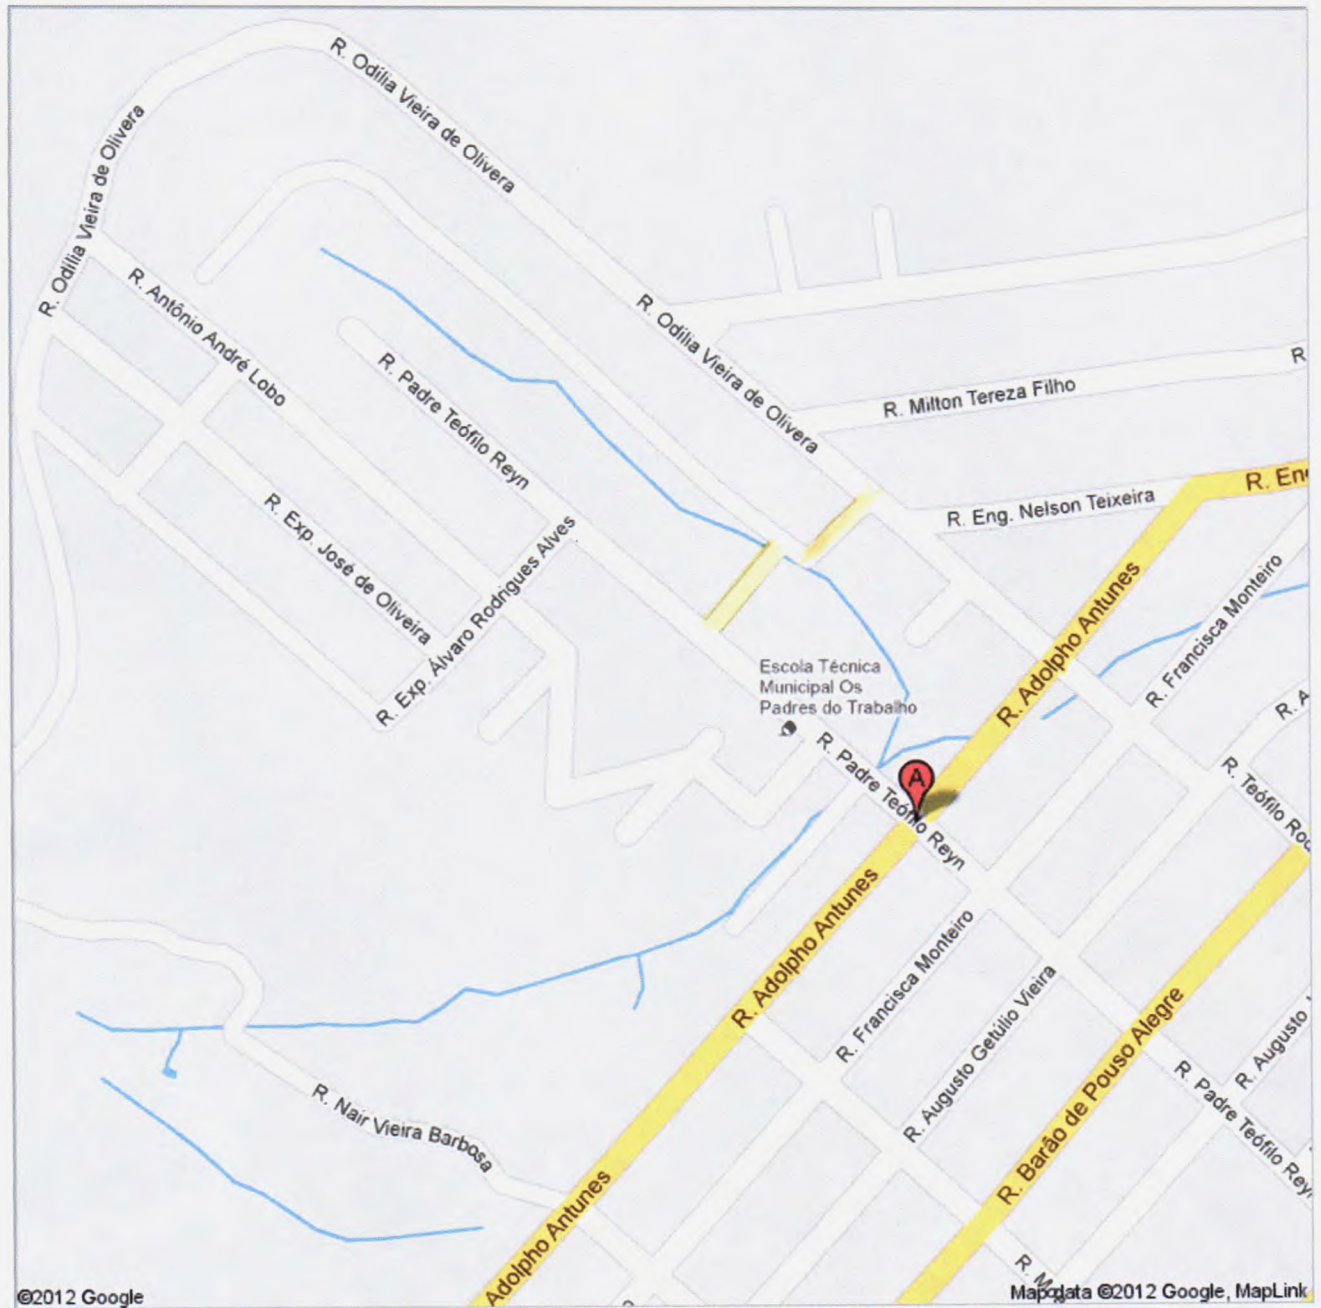 R. Odília Vieira de Olivera
R. Odília Vieira de Olivera
R. Antônio André Lobo
R. Odília Vieira de Olivera
R. Padre Teófilo Reyn
R. Milton Tereza Filho
R
R. Eng. Nelson Teixeira
R. Eng
R. Exp. José de Oliveira
R. Exp. Álvaro Rodrigues Alves
R. Adolpho Antunes
R. Francisca Monteiro
Escola Técnica
Municipal Os
Padres do Trabalho
R. A
R. Padre Teófilo Reyn
A
R. Teófilo Rod
R. Adolpho Antunes
R. Francisca Monteiro
R. Augusto Getúlio Vieira
R. Barão de Pouso Alegre
R. Augusto
R. Padre Teófilo Reyn
R. Nair Vieira Barbosa
Adolpho Antunes
©2012 Google
Map data ©2012 Google, MapLink